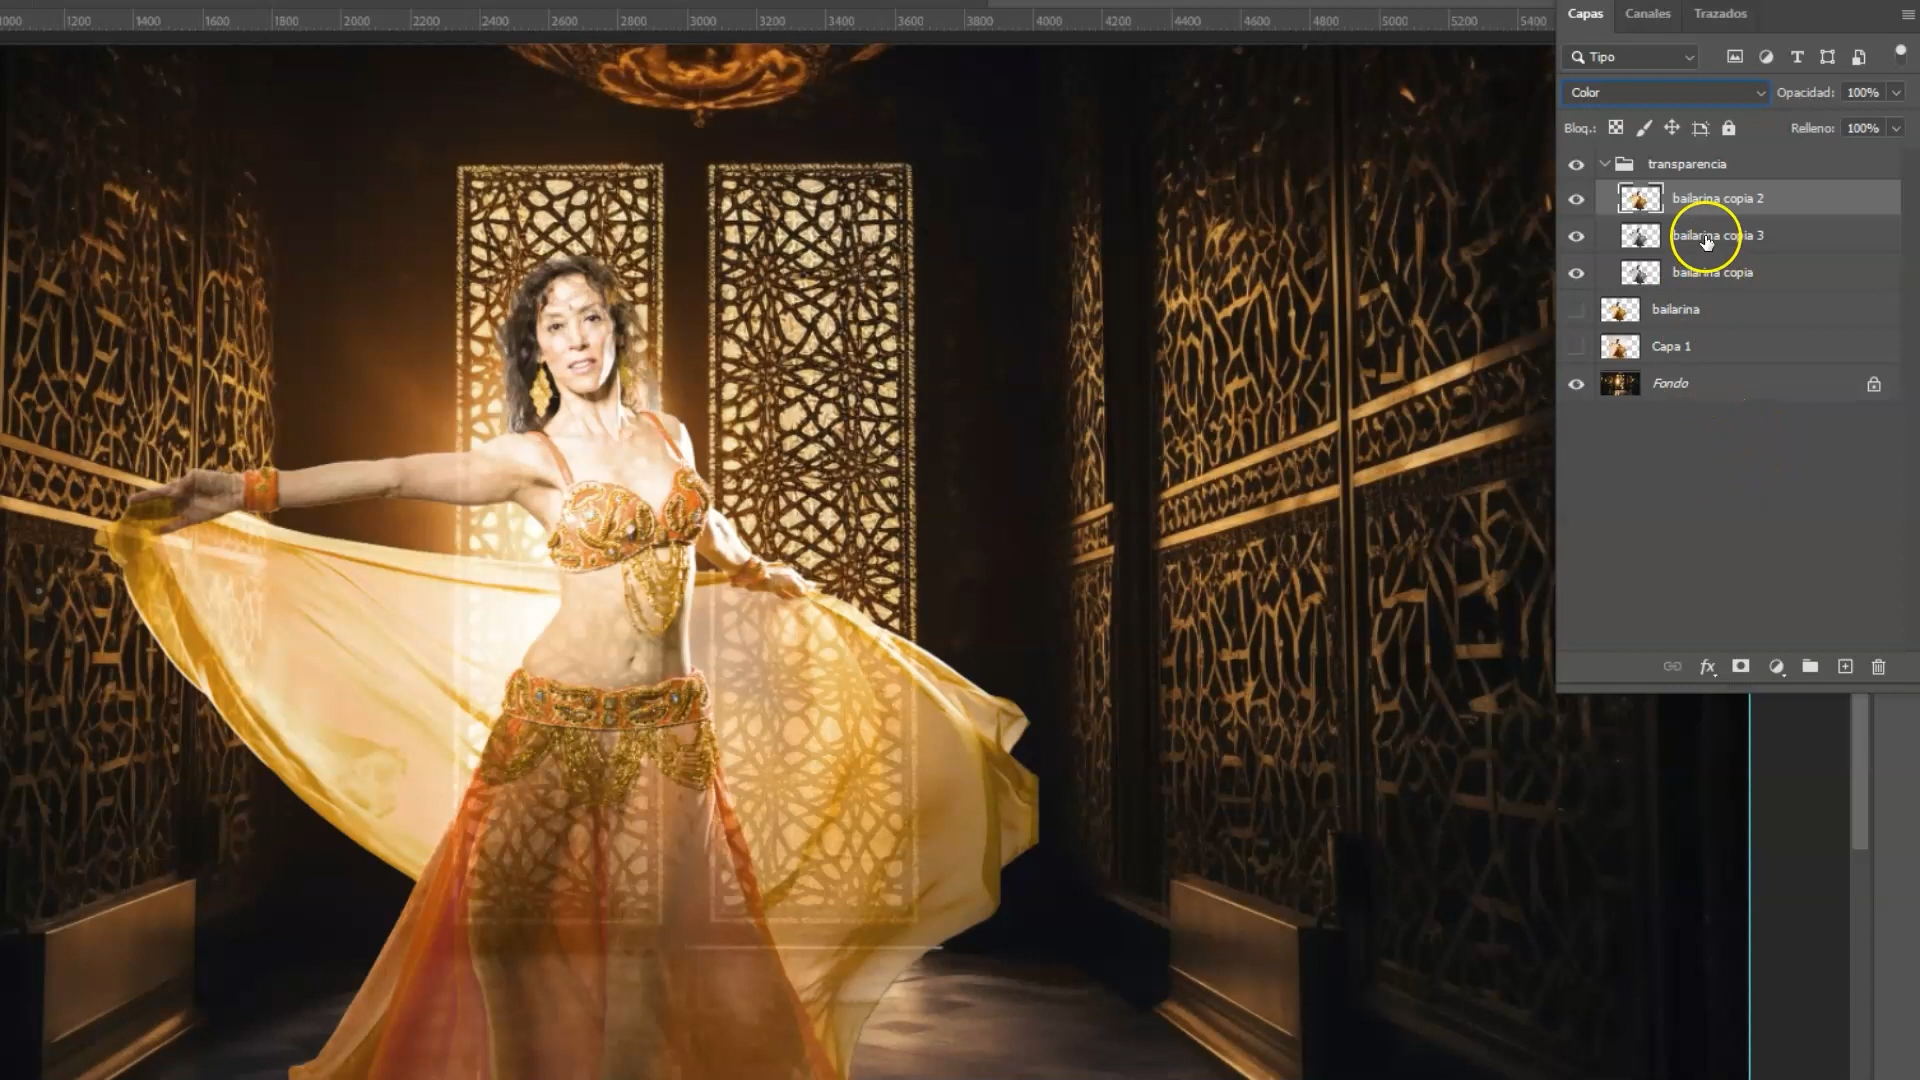 1000 1200 1400 1600 1800 2000 2200 2400 2600 2800 3000 3200 3400 3600 3800 4000 4200 4400 4600 4800 5000 5200 5400
Capas Canales Trazados
Tipo
Color Opacidad: 100%
Bloq.: Relleno: 100%
transparencia
bailarina copia 2
bailarina copia 3
bailarina copia
bailarina
Capa 1
Fondo
fx